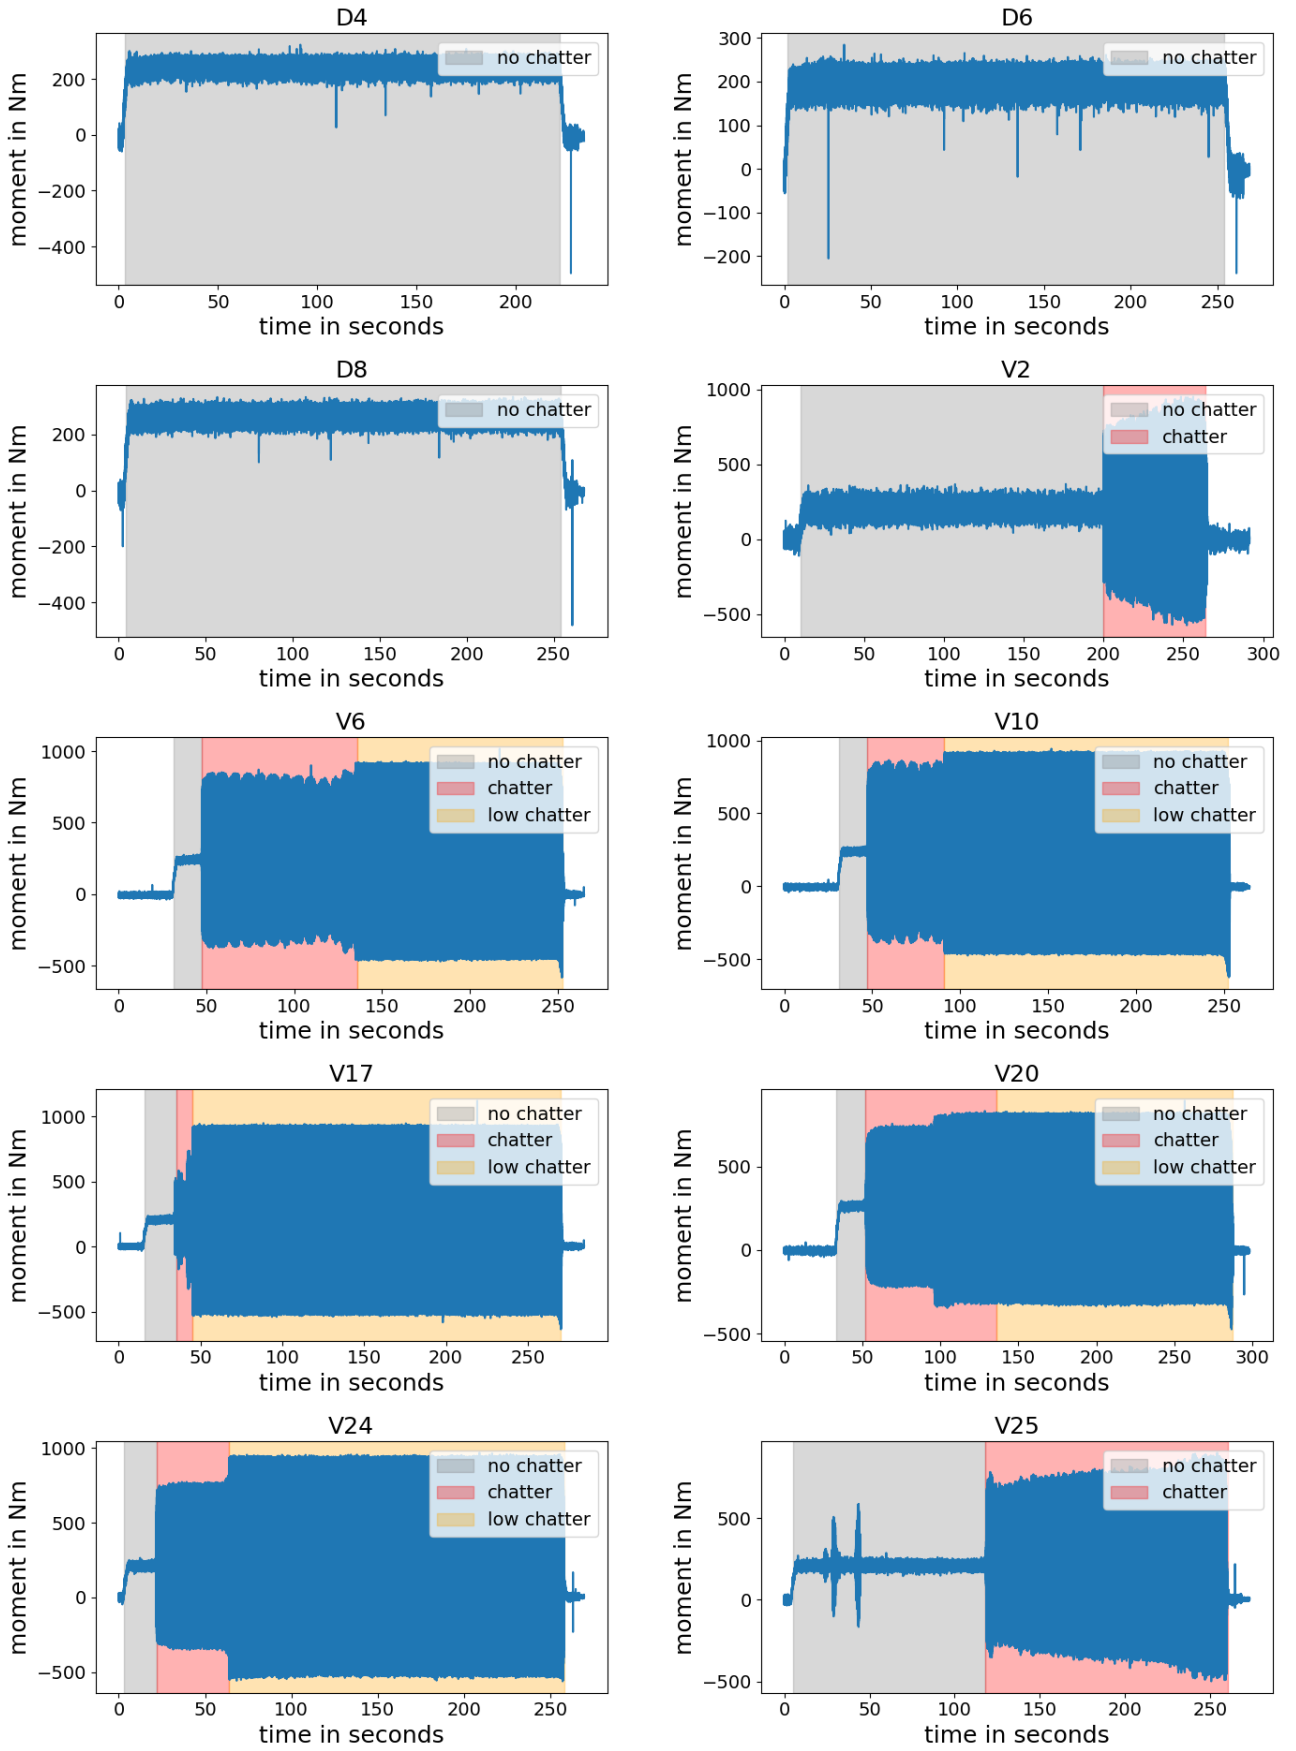 D4
moment in Nm
200
0
−200
−400
no chatter
0 50 100 150 200
time in seconds
D6
moment in Nm
300
200
100
0
−100
−200
no chatter
0 50 100 150 200 250
time in seconds
D8
moment in Nm
200
0
−200
−400
no chatter
0 50 100 150 200 250
time in seconds
V2
moment in Nm
1000
500
0
−500
no chatter
chatter
0 50 100 150 200 250 300
time in seconds
V6
moment in Nm
1000
500
0
−500
no chatter
chatter
low chatter
0 50 100 150 200 250
time in seconds
V10
moment in Nm
1000
500
0
−500
no chatter
chatter
low chatter
0 50 100 150 200 250
time in seconds
V17
moment in Nm
1000
500
0
−500
no chatter
chatter
low chatter
0 50 100 150 200 250
time in seconds
V20
moment in Nm
500
0
−500
no chatter
chatter
low chatter
0 50 100 150 200 250 300
time in seconds
V24
moment in Nm
1000
500
0
−500
no chatter
chatter
low chatter
0 50 100 150 200 250
time in seconds
V25
moment in Nm
500
0
−500
no chatter
chatter
0 50 100 150 200 250
time in seconds